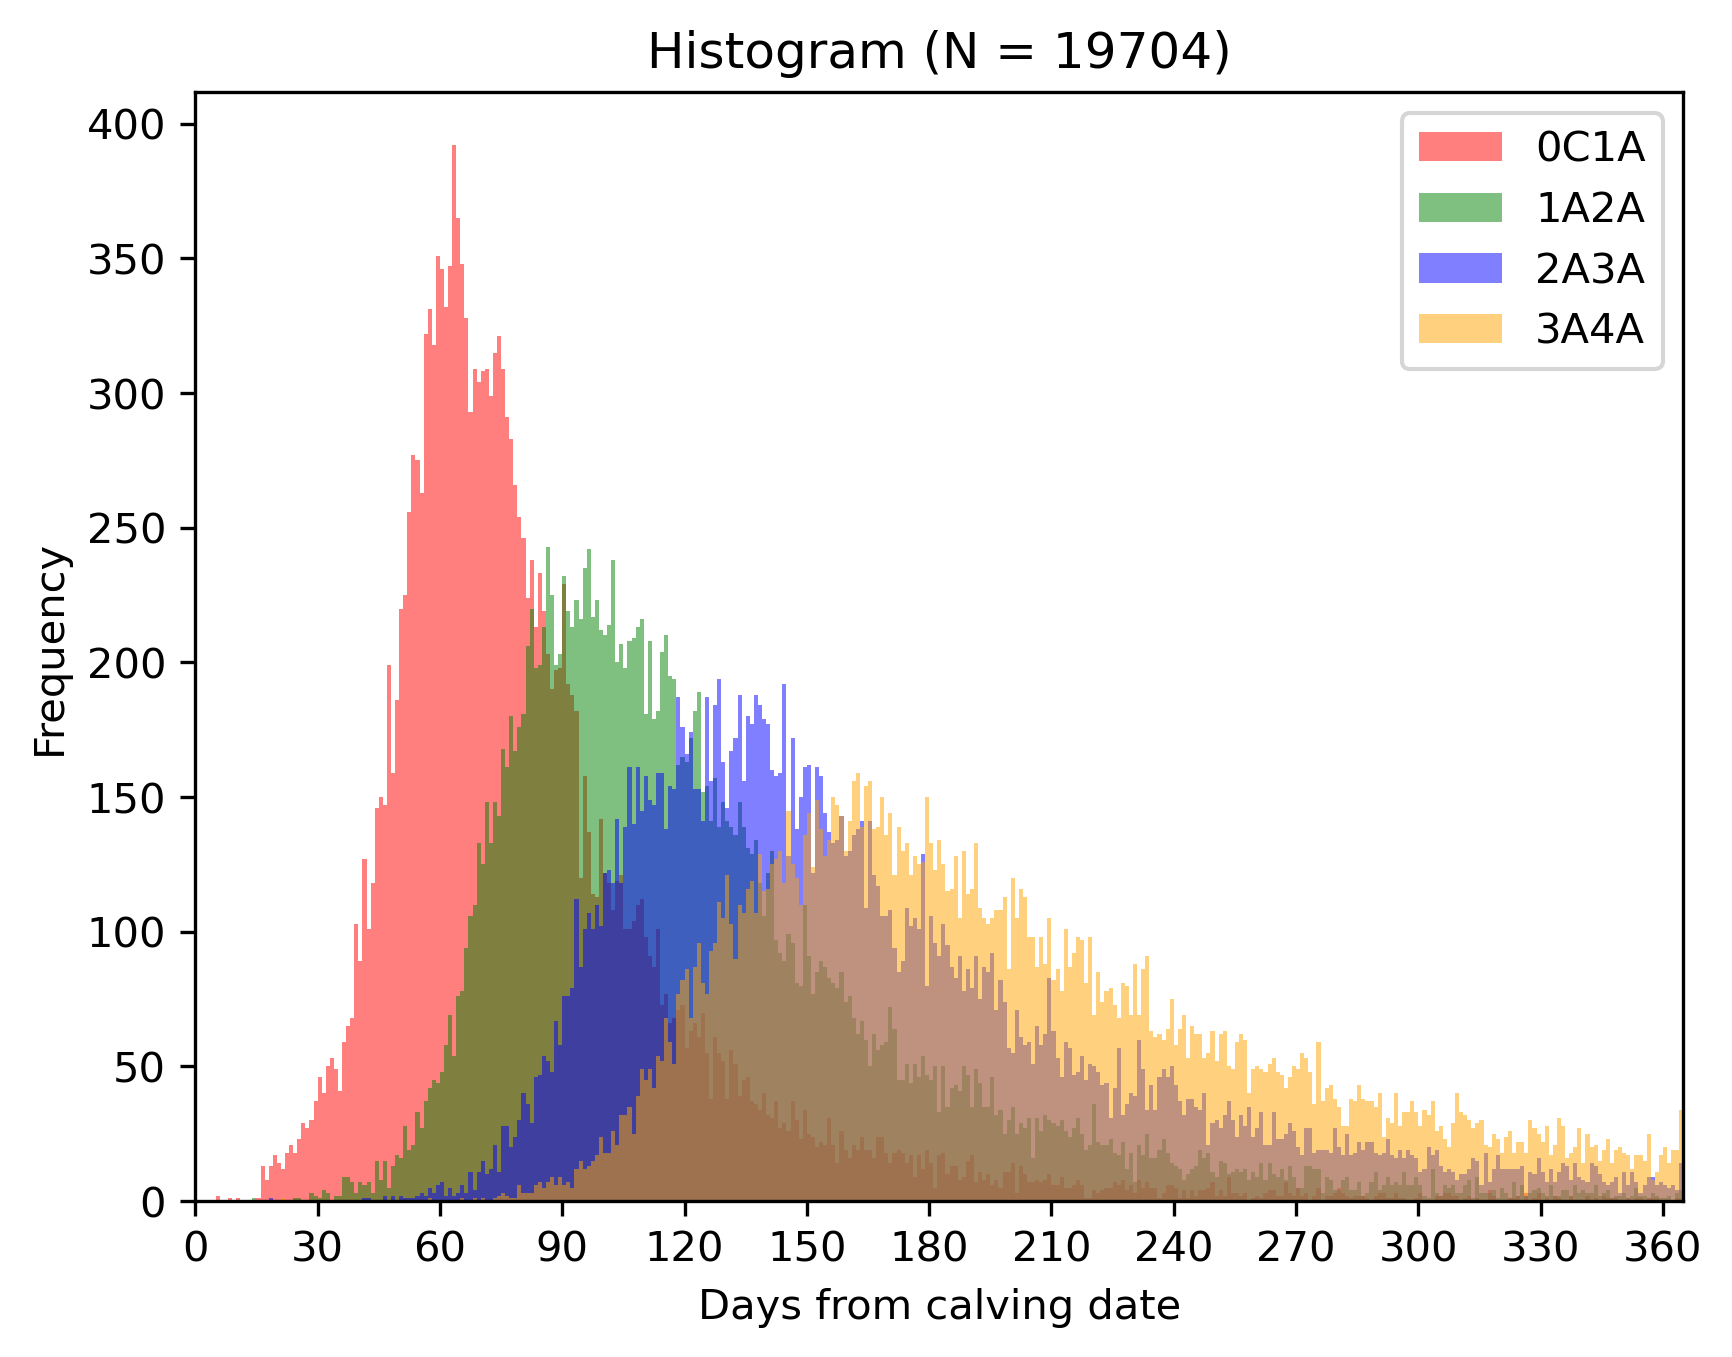 Histogram (N = 19704)
400
350
300
250
200
150
100
50
0
Frequency
0C1A
1A2A
2A3A
3A4A
0 30 60 90 120 150 180 210 240 270 300 330 360
Days from calving date